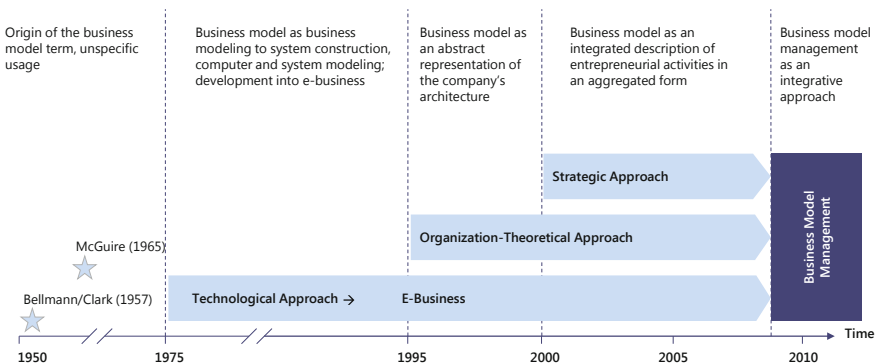 Origin of the business
model term, unspecific
usage
Business model as business
modeling to system construction,
computer and system modeling;
development into e-business
Business model as
an abstract
representation of
the company's
architecture
Business model as an
integrated description of
entrepreneurial activities in
an aggregated form
Business model
management
as an
integrative
approach
Strategic Approach
Organization-Theoretical Approach
McGuire (1965)
Bellmann/Clark (1957)
Technological Approach → E-Business
Business Model
Management
Time
1950 1975 1995 2000 2005 2010